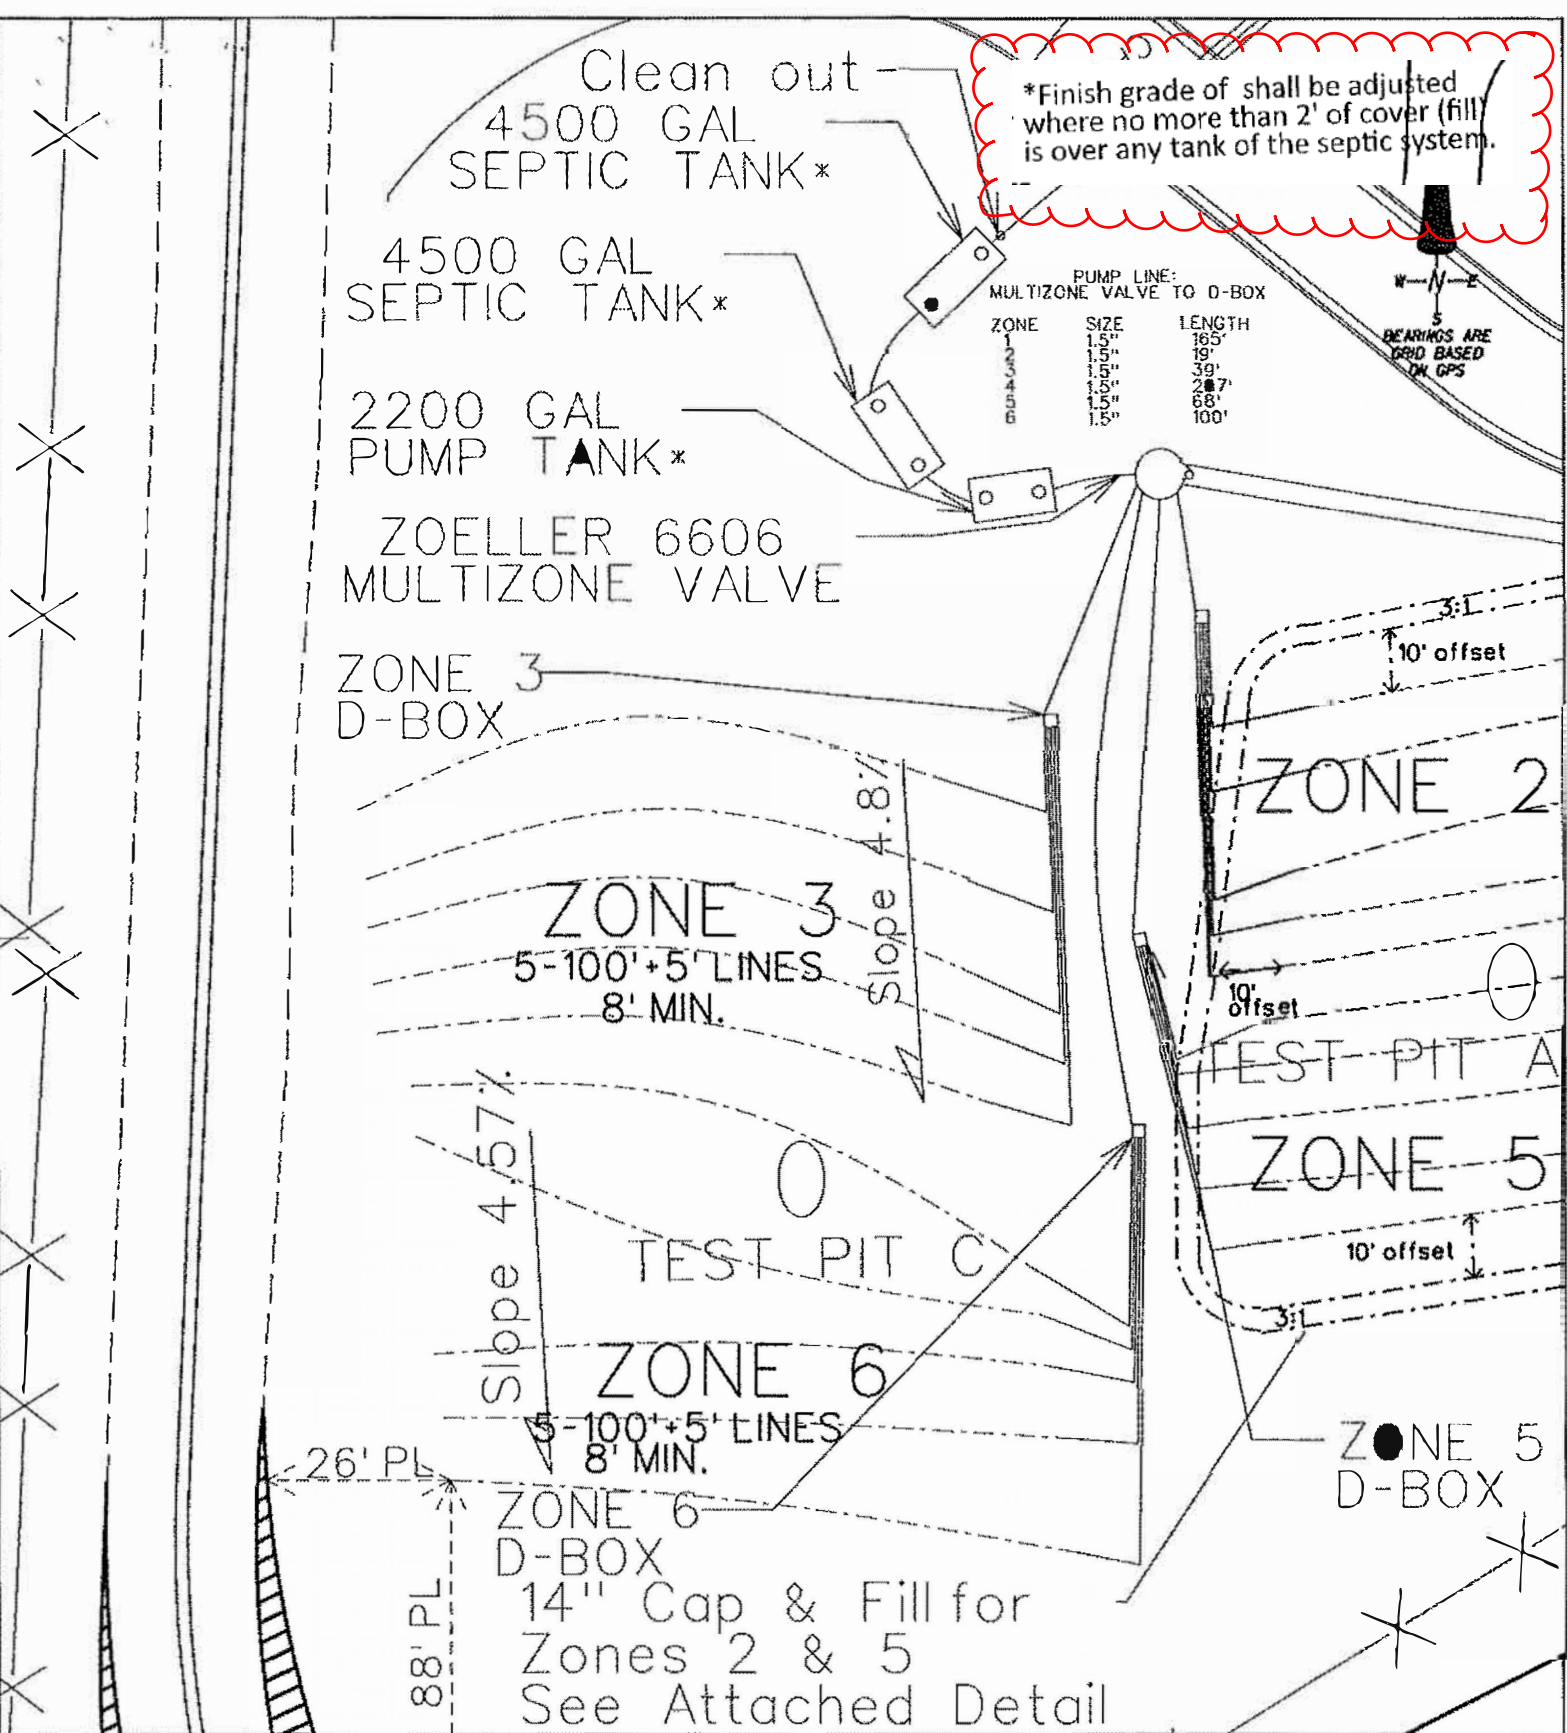 Clean out
4500 GAL
SEPTIC TANK*
*Finish grade of shall be adjusted
where no more than 2' of cover (fill)
is over any tank of the septic system.
4500 GAL
SEPTIC TANK*
PUMP LINE:
MULTIZONE VALVE TO D-BOX
ZONE SIZE LENGTH
1 1.5" 165'
2 1.5" 19'
3 1.5" 39'
4 1.5"
5 1.5" 68'
6 1.5" 100'
W N E
S
BEARINGS ARE
GRID BASED
ON GPS
2200 GAL
PUMP TANK*
ZOELLER 6606
MULTIZONE VALVE
ZONE 3
D-BOX
3:1
10' offset
ZONE 2
Slope 4.8%
ZONE 3
5-100'+5' LINES
8' MIN.
10'
offset
TEST PIT A
ZONE 5
Slope 4.57%
TEST PIT C
10' offset
3:1
ZONE 6
5-100'+5' LINES
8' MIN.
26' PL
ZONE 6
D-BOX
ZONE 5
D-BOX
88' PL
14" Cap & Fill for
Zones 2 & 5
See Attached Detail